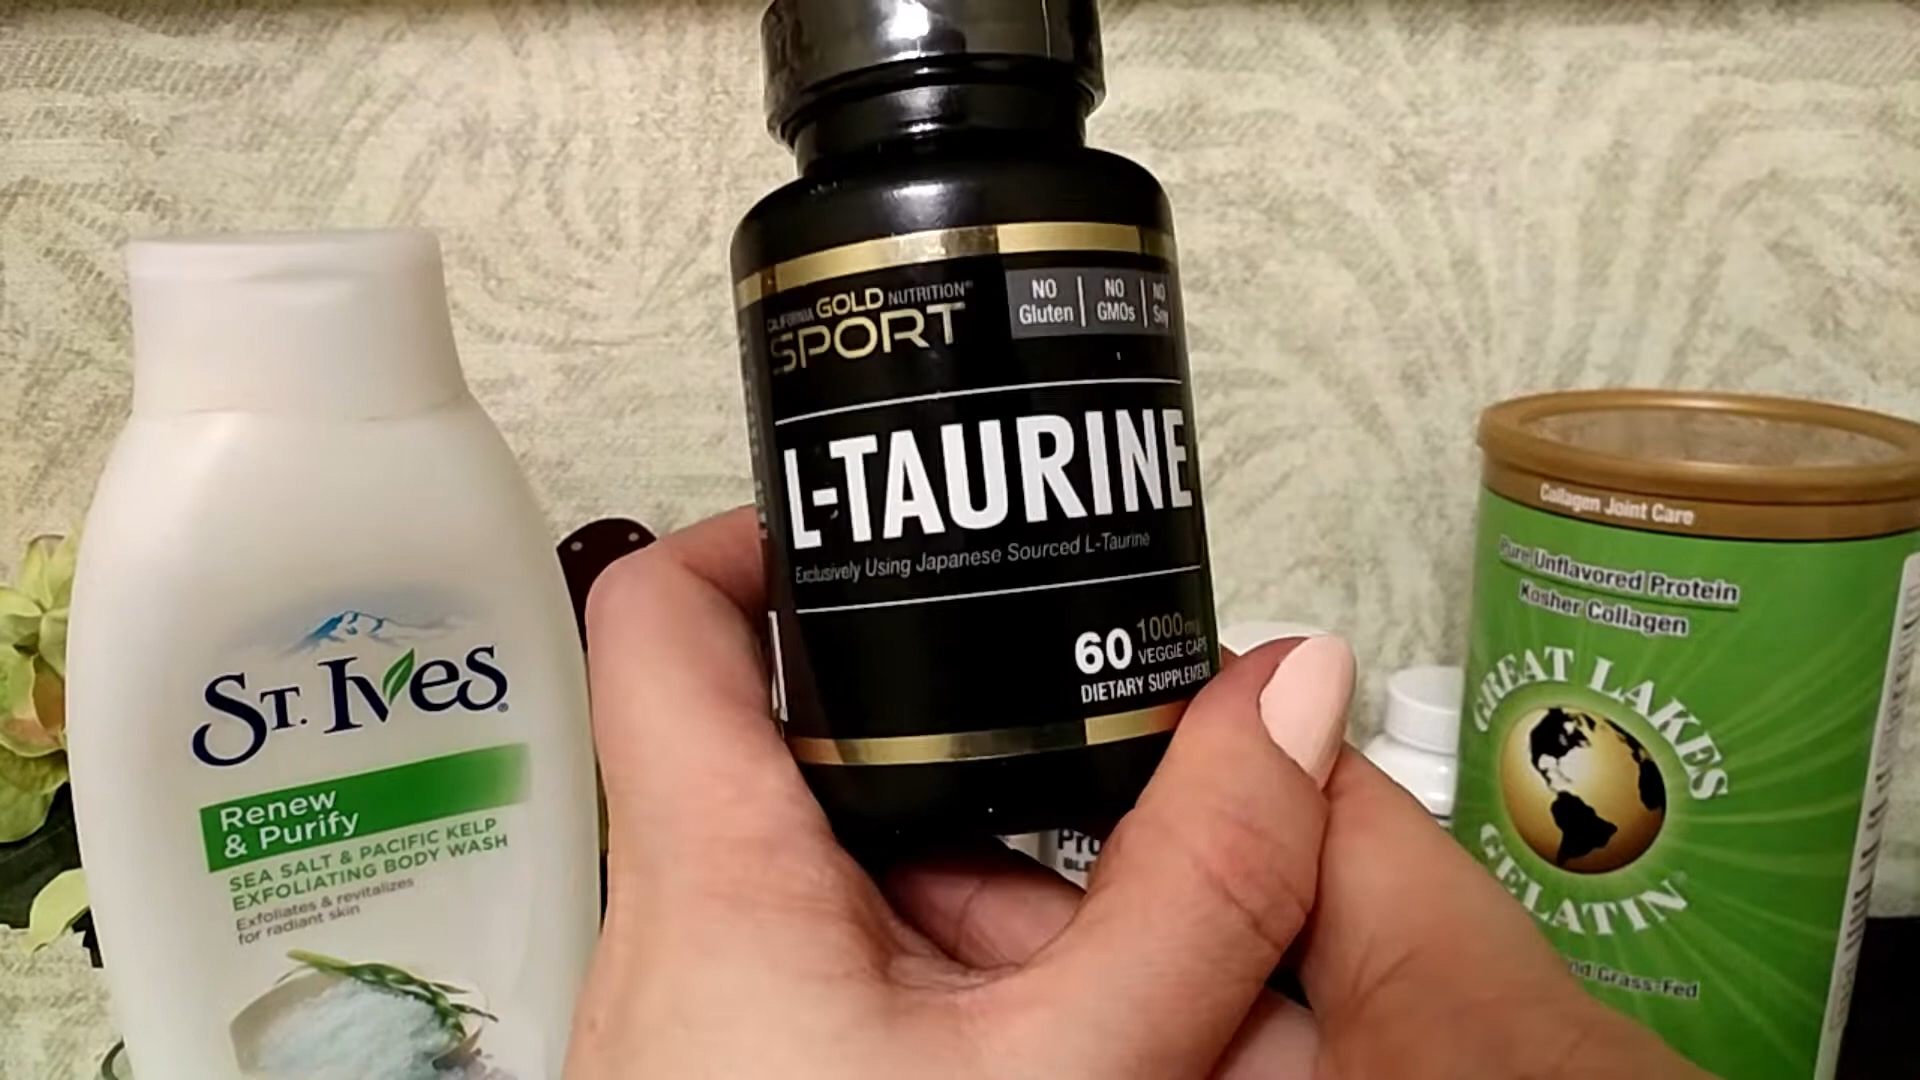 St. Ives®
Renew
& Purify
SEA SALT & PACIFIC KELP
EXFOLIATING BODY WASH
Exfoliates & revitalizes
for radiant skin
CALIFORNIA GOLD NUTRITION®
SPORT
NO Gluten | NO GMOs | NO Soy
L-TAURINE
Exclusively Using Japanese Sourced L-Taurine
60 1000mg
VEGGIE CAPS
DIETARY SUPPLEMENT
Collagen Joint Care
Pure Unflavored Protein
Kosher Collagen
GREAT LAKES
GELATIN®
Grass-Fed